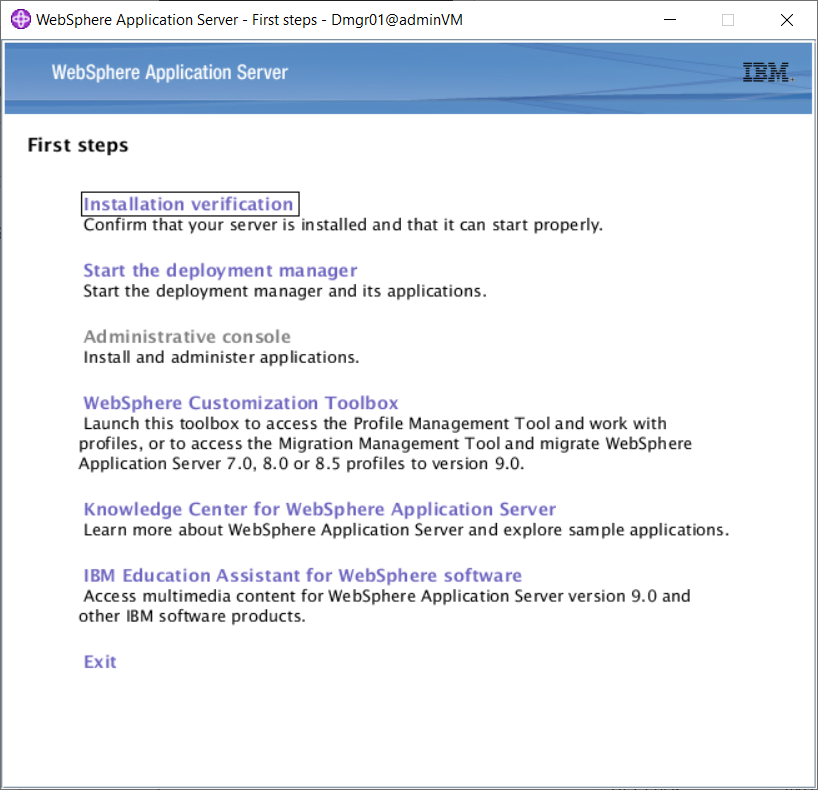 WebSphere Application Server - First steps - Dmgr01@adminVM
WebSphere Application Server
IBM.
First steps
Installation verification
Confirm that your server is installed and that it can start properly.
Start the deployment manager
Start the deployment manager and its applications.
Administrative console
Install and administer applications.
WebSphere Customization Toolbox
Launch this toolbox to access the Profile Management Tool and work with
profiles, or to access the Migration Management Tool and migrate WebSphere
Application Server 7.0, 8.0 or 8.5 profiles to version 9.0.
Knowledge Center for WebSphere Application Server
Learn more about WebSphere Application Server and explore sample applications.
IBM Education Assistant for WebSphere software
Access multimedia content for WebSphere Application Server version 9.0 and
other IBM software products.
Exit